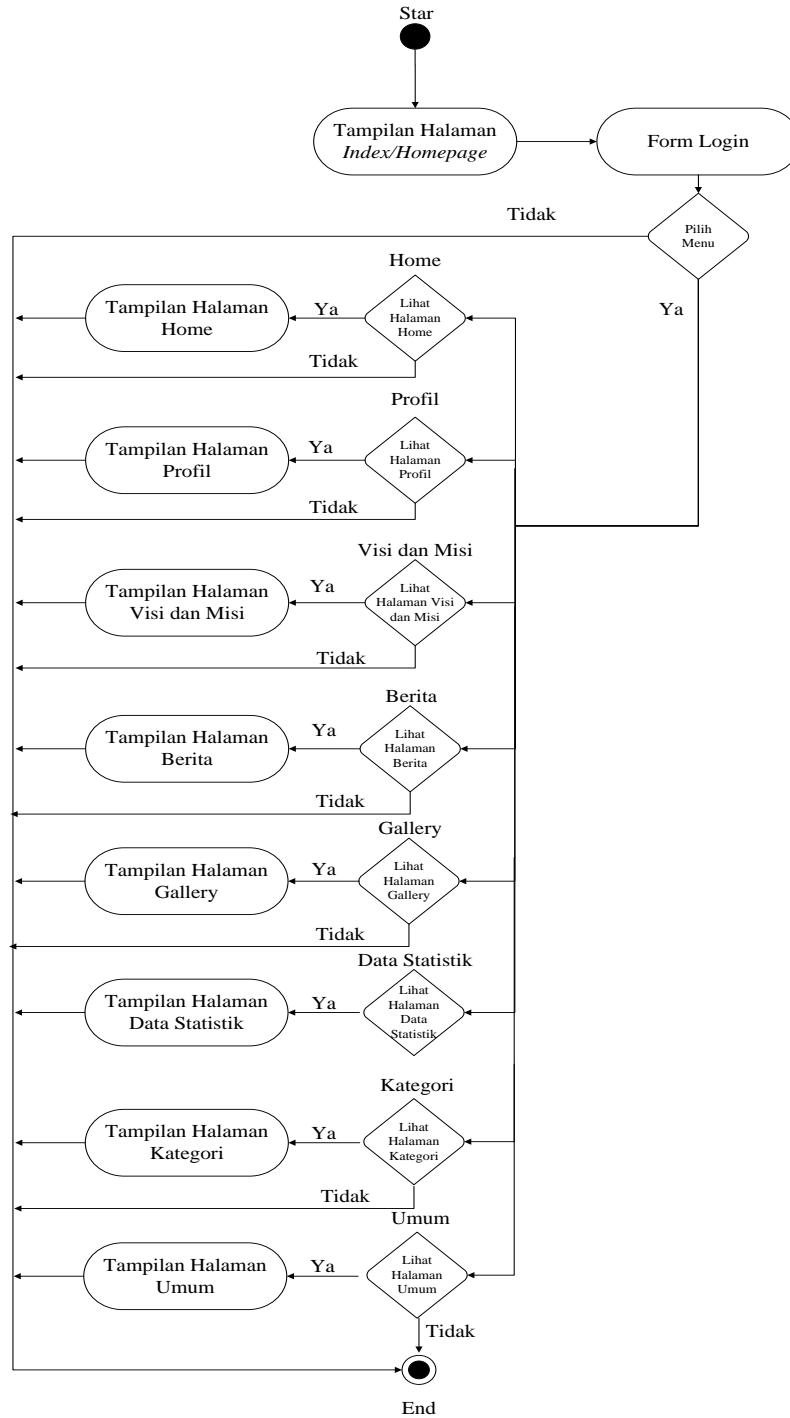 Star
Tampilan Halaman
Index/Homepage
Form Login
Tidak
Pilih
Menu
Ya
Home
Lihat
Halaman
Home
Ya
Tampilan Halaman
Home
Tidak
Profil
Lihat
Halaman
Profil
Ya
Tampilan Halaman
Profil
Tidak
Visi dan Misi
Lihat
Halaman Visi
dan Misi
Ya
Tampilan Halaman
Visi dan Misi
Tidak
Berita
Lihat
Halaman
Berita
Ya
Tampilan Halaman
Berita
Tidak
Gallery
Lihat
Halaman
Gallery
Ya
Tampilan Halaman
Gallery
Tidak
Data Statistik
Lihat
Halaman
Data
Statistik
Ya
Tampilan Halaman
Data Statistik
Kategori
Lihat
Halaman
Kategori
Ya
Tampilan Halaman
Kategori
Tidak
Umum
Lihat
Halaman
Umum
Ya
Tampilan Halaman
Umum
Tidak
End